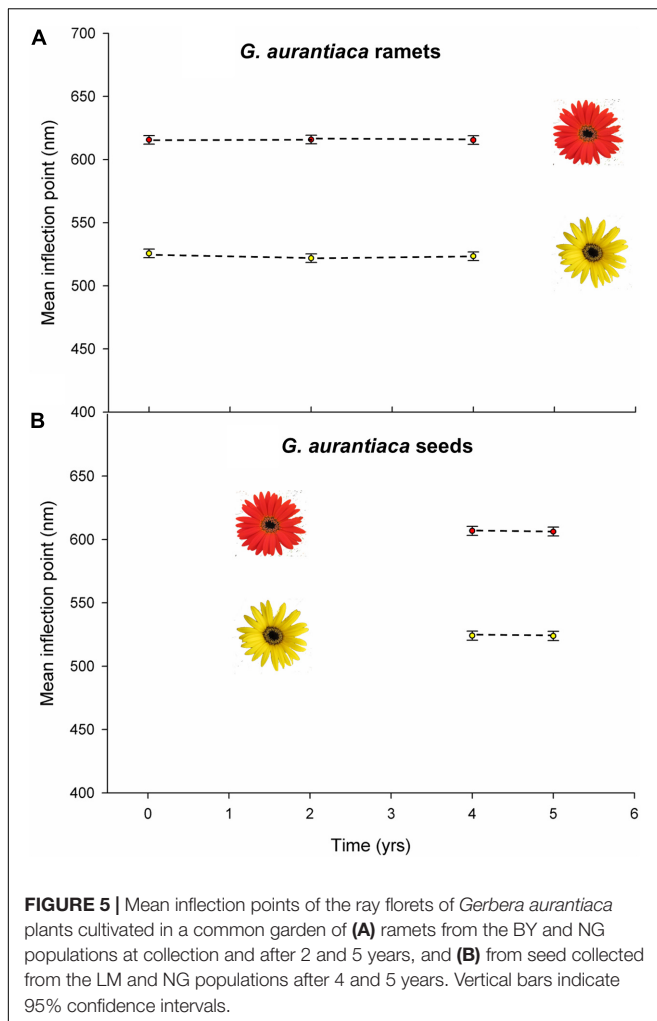 A
G. aurantiaca ramets
700
650
600
550
500
450
400
Mean inflection point (nm)
B
G. aurantiaca seeds
650
600
550
500
450
400
Mean inflection point (nm)
0 1 2 3 4 5 6
Time (yrs)
FIGURE 5 | Mean inflection points of the ray florets of Gerbera aurantiaca
plants cultivated in a common garden of (A) ramets from the BY and NG
populations at collection and after 2 and 5 years, and (B) from seed collected
from the LM and NG populations after 4 and 5 years. Vertical bars indicate
95% confidence intervals.